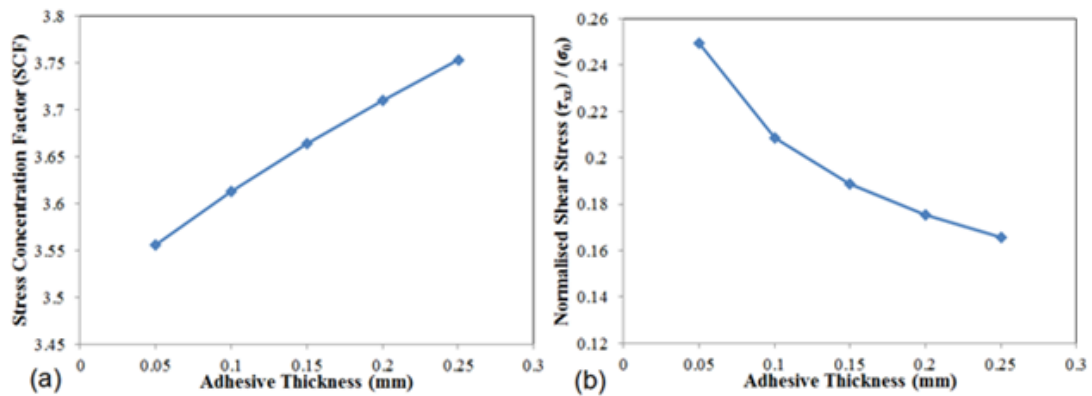 Stress Concentration Factor (SCF)
3.8
3.75
3.7
3.65
3.6
3.55
3.5
3.45
0 0.05 0.1 0.15 0.2 0.25 0.3
Adhesive Thickness (mm)
(a)
Normalised Shear Stress (τxz) / (σ0)
0.26
0.24
0.22
0.2
0.18
0.16
0.14
0.12
0 0.05 0.1 0.15 0.2 0.25 0.3
Adhesive Thickness (mm)
(b)